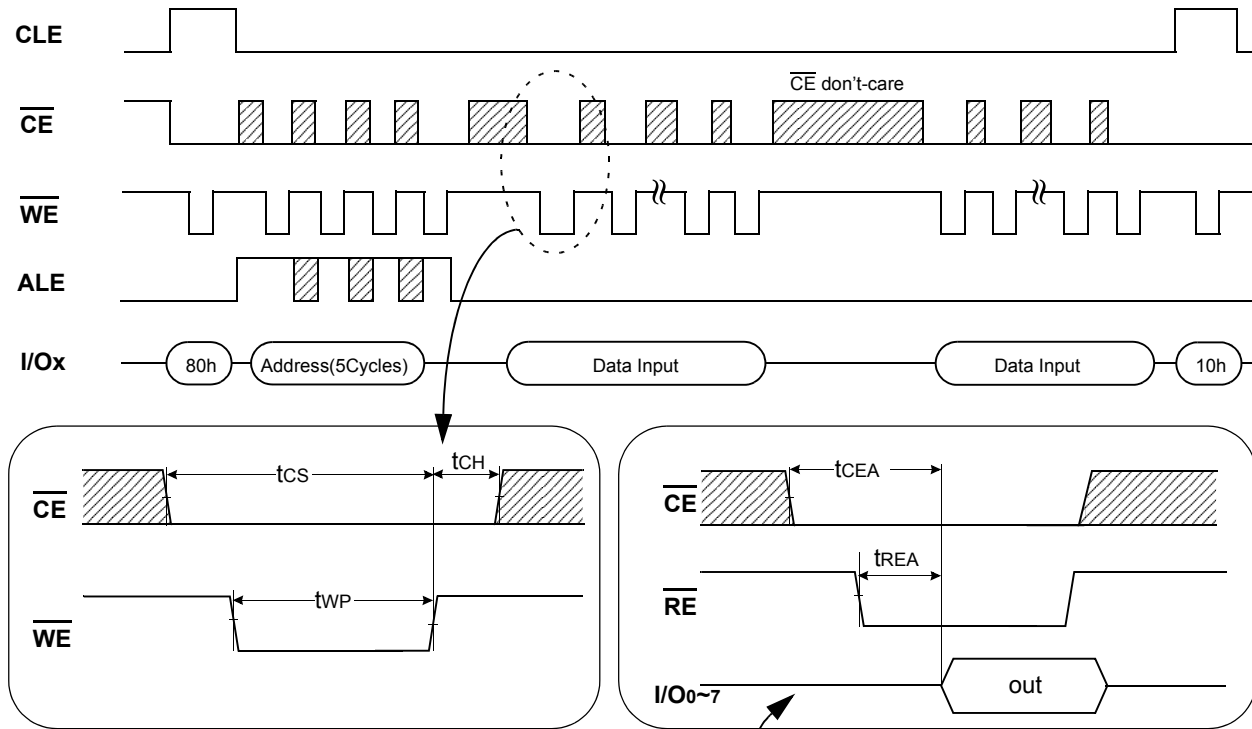 CLE
CE don't-care
CE
WE
ALE
I/Ox
80h
Address(5Cycles)
Data Input
Data Input
10h
tCS
tCH
CE
tWP
WE
tCEA
CE
tREA
RE
I/O0~7
out